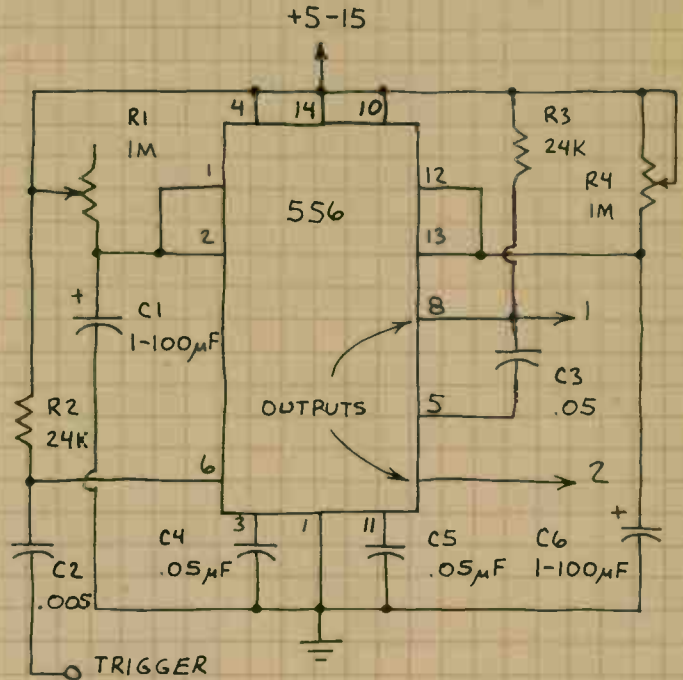 +5-15
4 14 10
R1
1M
R3
24K
R4
1M
1
12
556
2
13
+
C1
1-100µF
8
1
C3
.05
5
OUTPUTS
R2
24K
6
2
+
3
1
11
C4
.05µF
C5
.05µF
C6
1-100µF
C2
.005
TRIGGER